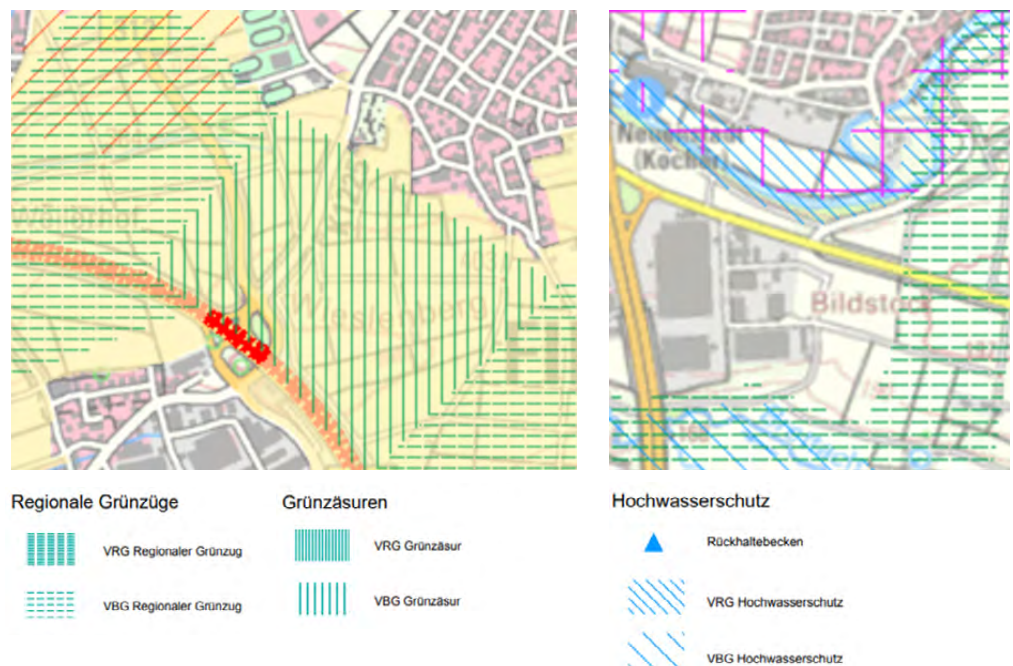 Bildstock
(Kocher)
Regionale Grünzüge
VRG Regionaler Grünzug
VBG Regionaler Grünzug
Grünzäsuren
VRG Grünzäsur
VBG Grünzäsur
Hochwasserschutz
Rückhaltebecken
VRG Hochwasserschutz
VBG Hochwasserschutz